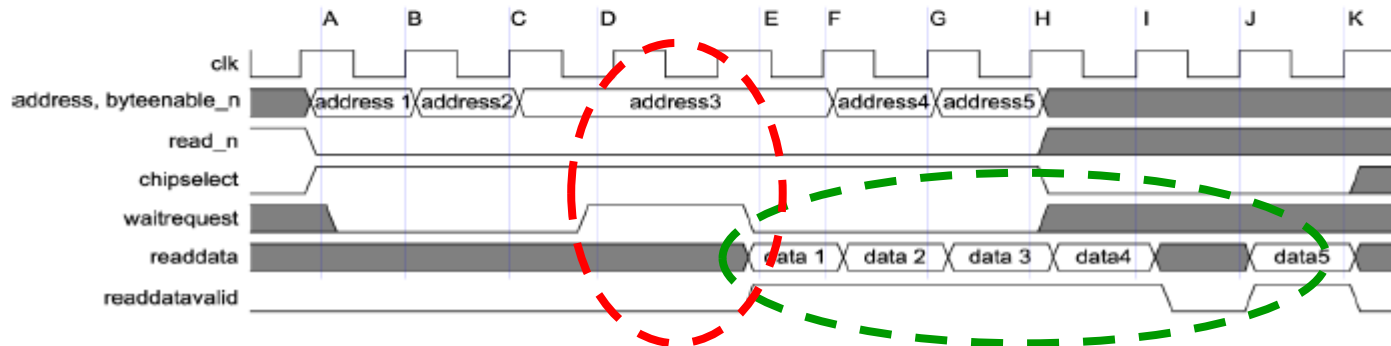 A B C D E F G H I J K
clk
address, byteenable_n address 1 address2 address3 address4 address5
read_n
chipselect
waitrequest
readdata data 1 data 2 data 3 data4 data5
readdatavalid